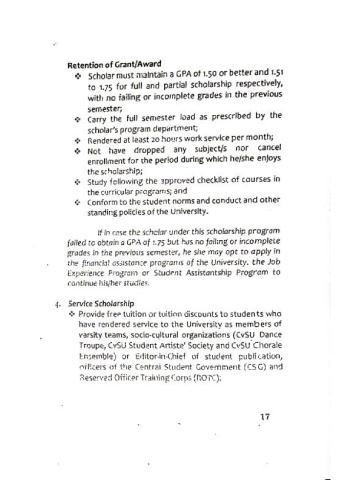 Retention of Grant/Award
❖ Scholar must maintain a GPA of 1.50 or better and 1.51
to 1.75 for full and partial scholarship respectively,
with no failing or incomplete grades in the previous
semester;
❖ Carry the full semester load as prescribed by the
scholar's program department;
❖ Rendered at least 20 hours work service per month;
❖ Not have dropped any subject/s nor cancel
enrollment for the period during which he/she enjoys
the scholarship;
❖ Study following the approved checklist of courses in
the curricular programs; and
❖ Conform to the student norms and conduct and other
standing policies of the University.
If in case the scholar under this scholarship program
failed to obtain a GPA of 1.75 but has no failing or incomplete
grades in the previous semester, he she may opt to apply in
the financial assistance programs of the University, the Job
Experience Program or Student Assistantship Program to
continue his/her studies.
4. Service Scholarship
❖ Provide free tuition or tuition discounts to students who
have rendered service to the University as members of
varsity teams, socio-cultural organizations (CvSU Dance
Troupe, CvSU Student Artists' Society and CvSU Chorale
Ensemble) or Editor-in-Chief of student publication,
officers of the Central Student Government (CSG) and
Reserved Officer Training Corps (ROTC);
17